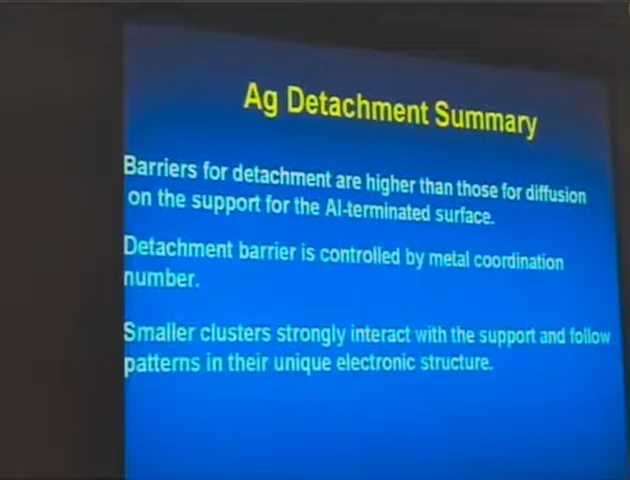 Ag Detachment Summary
Barriers for detachment are higher than those for diffusion
on the support for the Al-terminated surface.
Detachment barrier is controlled by metal coordination
number.
Smaller clusters strongly interact with the support and follow
patterns in their unique electronic structure.